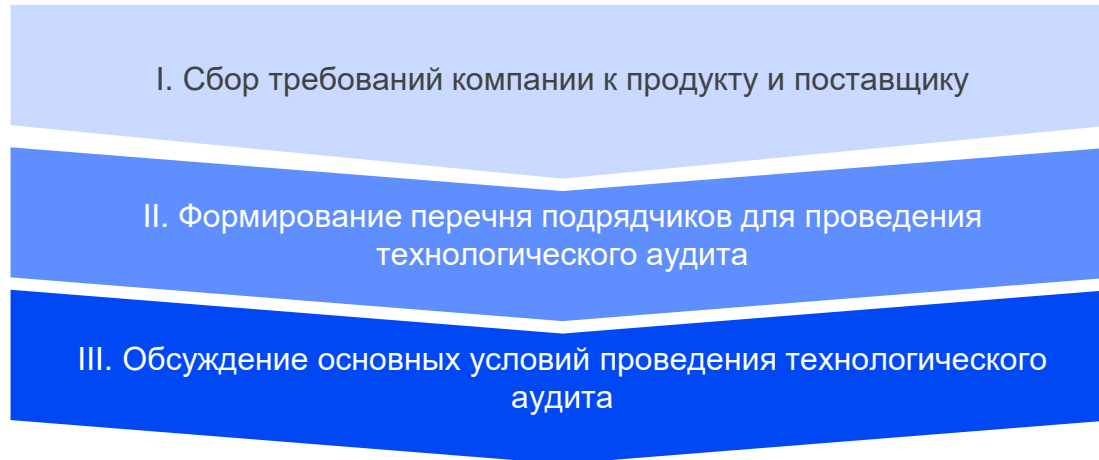 I. Сбор требований компании к продукту и поставщику
II. Формирование перечня подрядчиков для проведения
технологического аудита
III. Обсуждение основных условий проведения технологического
аудита